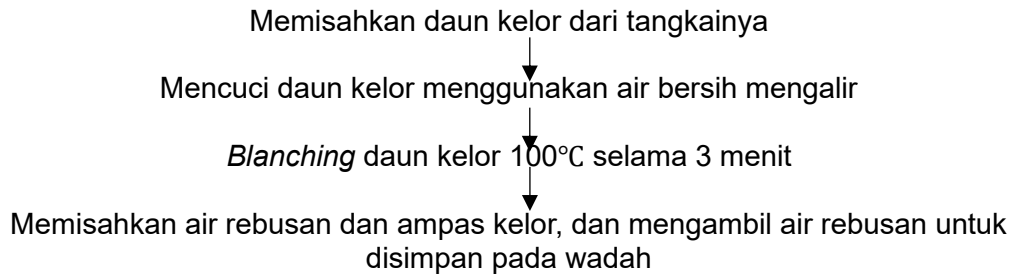 Memisahkan daun kelor dari tangkainya
Mencuci daun kelor menggunakan air bersih mengalir
Blanching daun kelor 100℃ selama 3 menit
Memisahkan air rebusan dan ampas kelor, dan mengambil air rebusan untuk
disimpan pada wadah